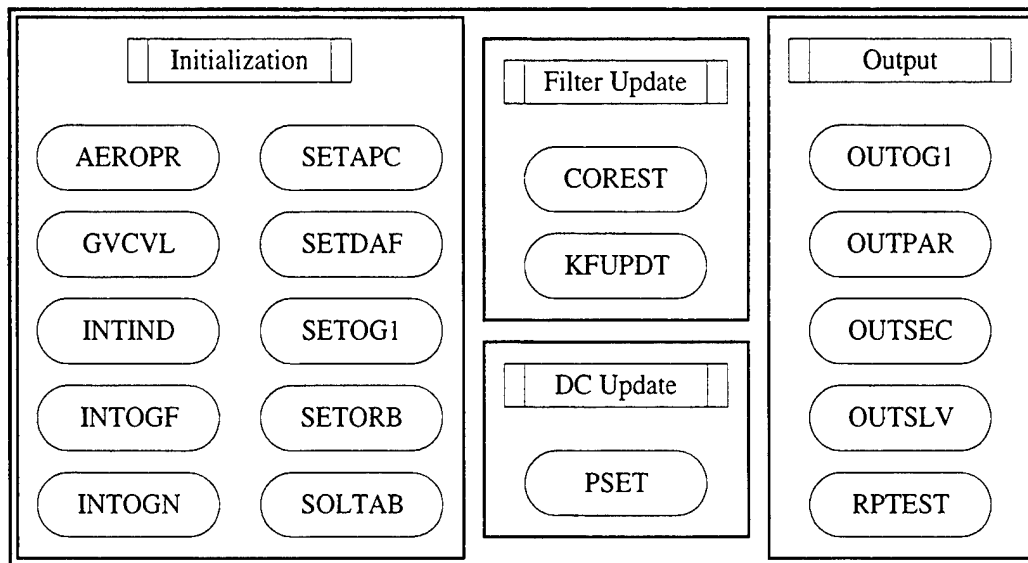 Initialization
AEROPR
SETAPC
GVCVL
SETDAF
INTIND
SETOG1
INTOGF
SETORB
INTOGN
SOLTAB
Filter Update
COREST
KFUPDT
DC Update
PSET
Output
OUTOG1
OUTPAR
OUTSEC
OUTSLV
RPTEST